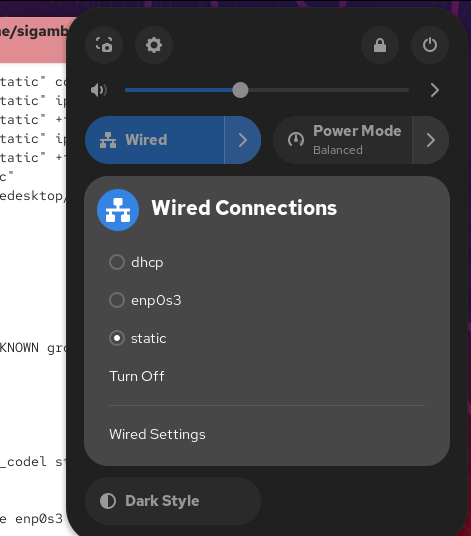 e/sigamb
tatic" co
tatic" ip
tatic" +
tatic" ip
tatic" +
c"
edesktop/
KNOWN gro
_codel st
e enp0s3
Wired
Power Mode
Balanced
Wired Connections
dhcp
enp0s3
static
Turn Off
Wired Settings
Dark Style